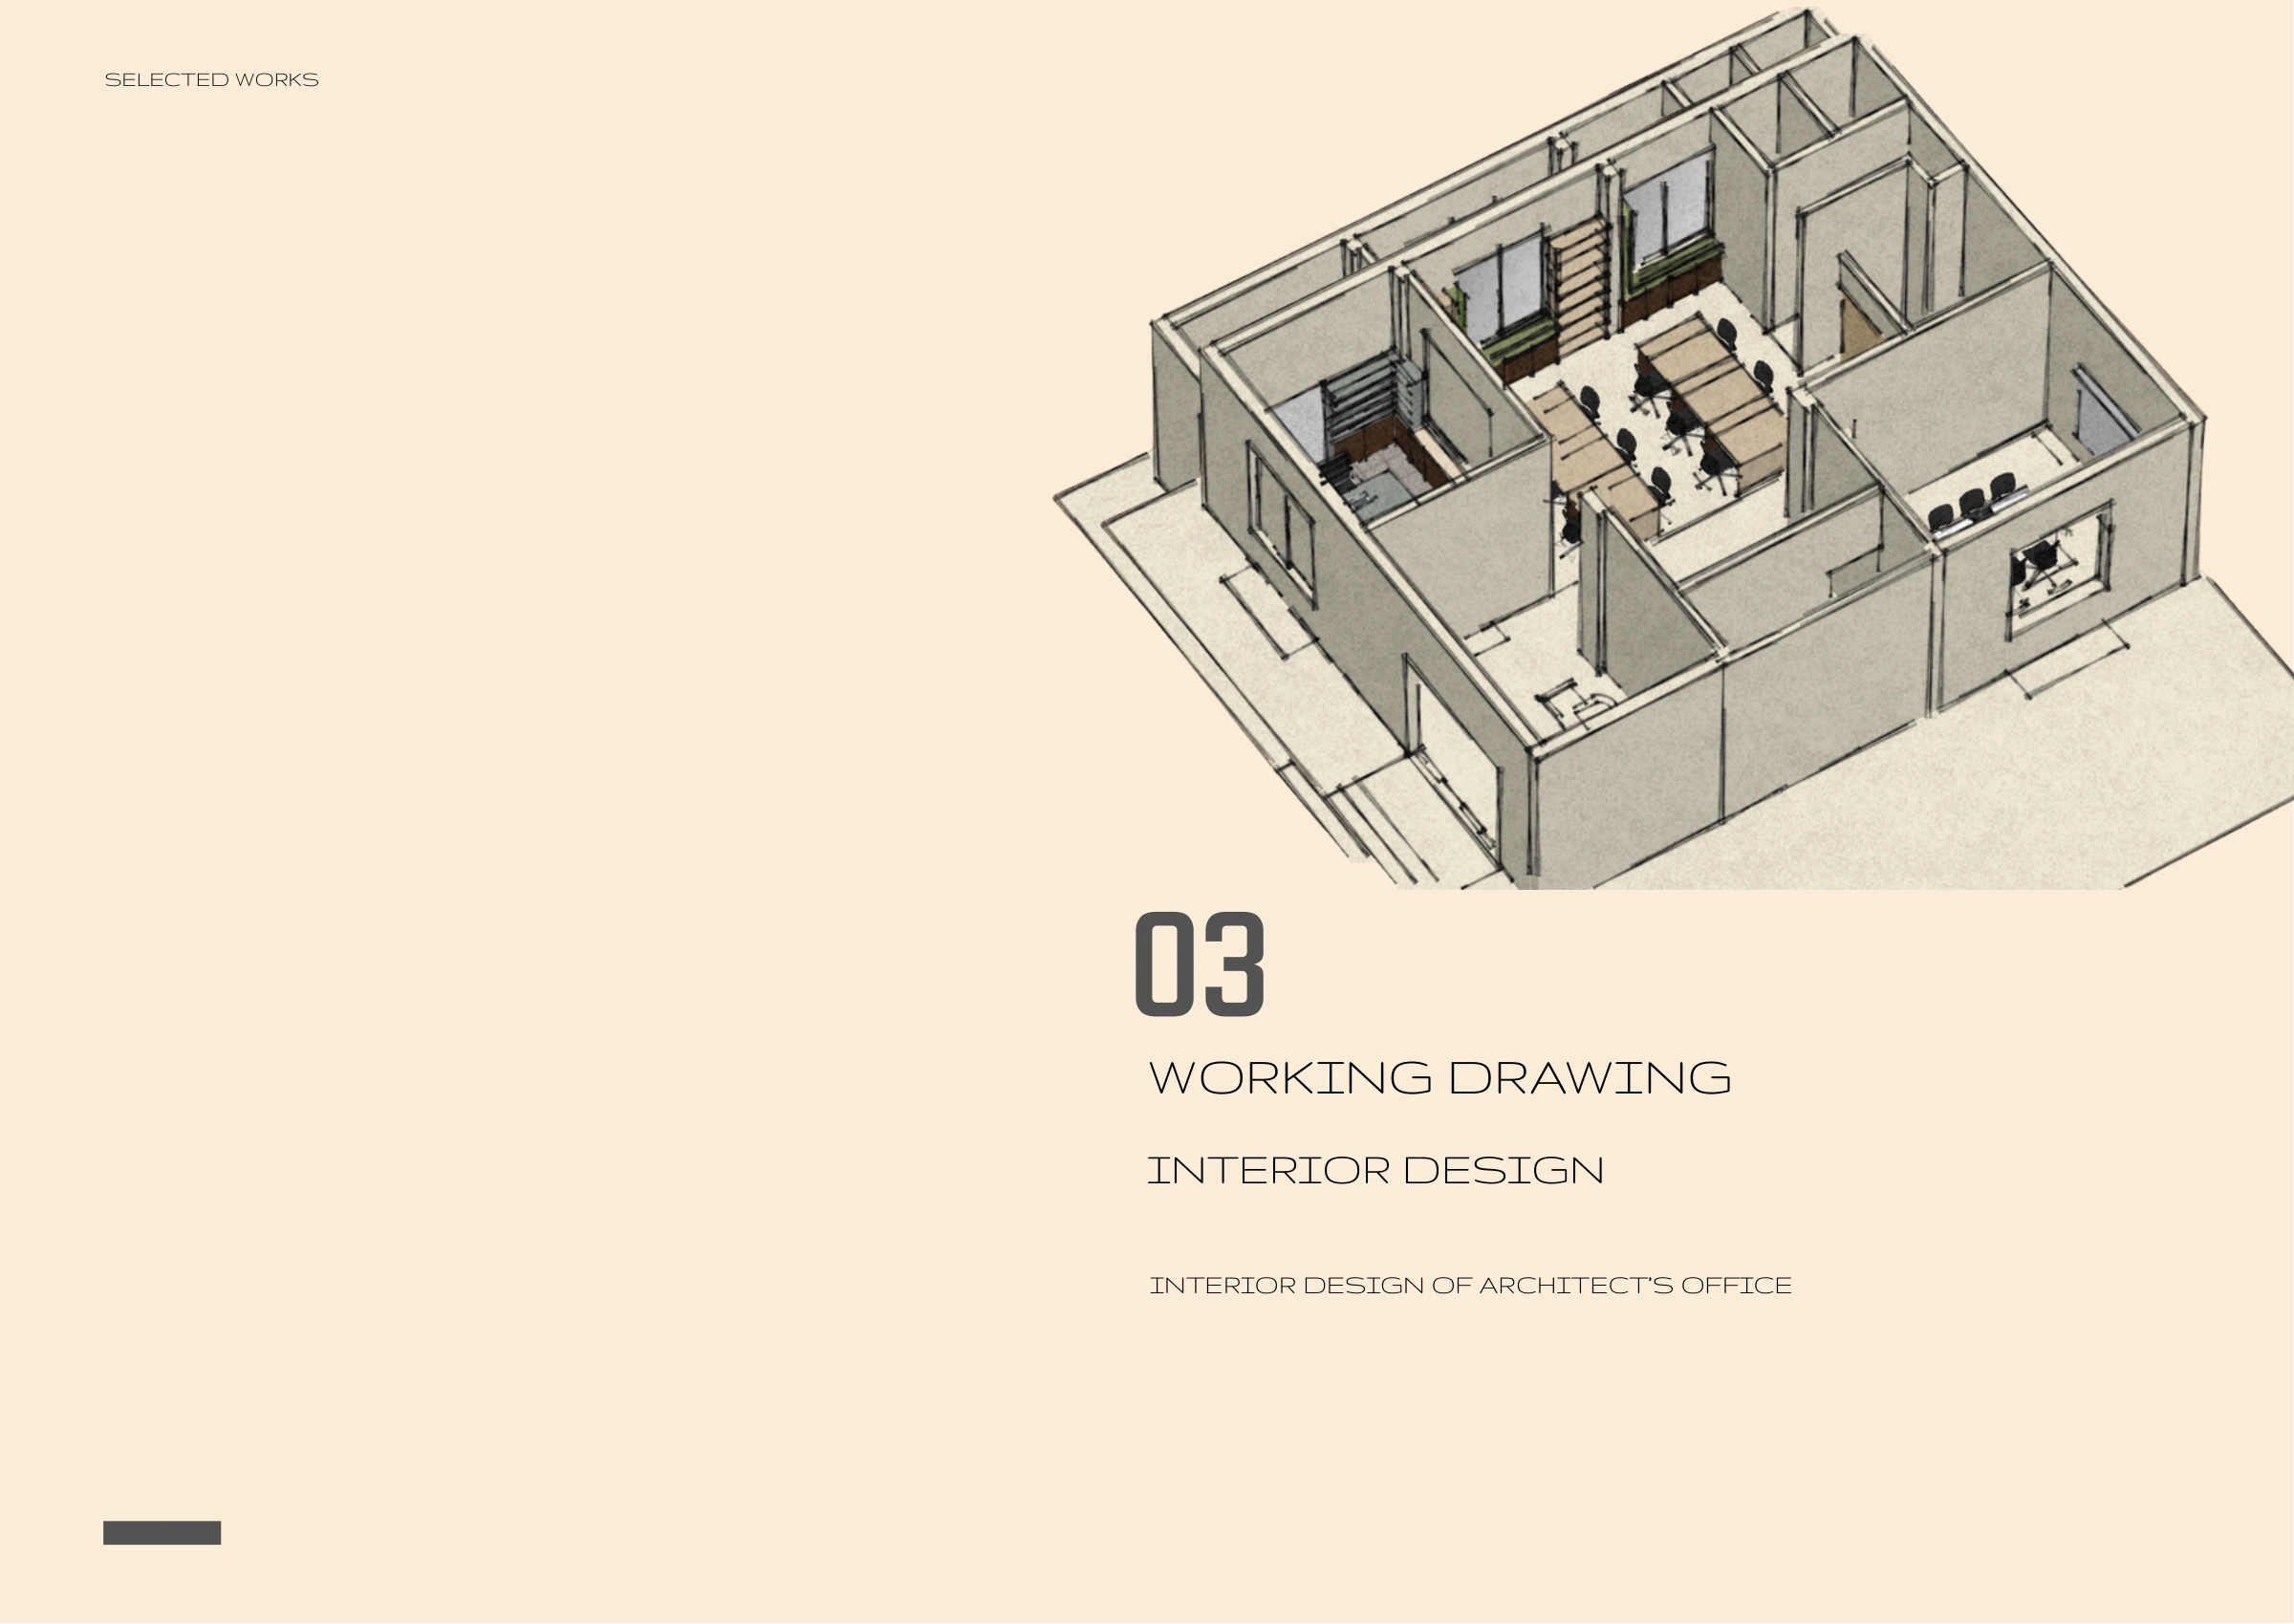 SELECTED WORKS
03
WORKING DRAWING
INTERIOR DESIGN
INTERIOR DESIGN OF ARCHITECT'S OFFICE